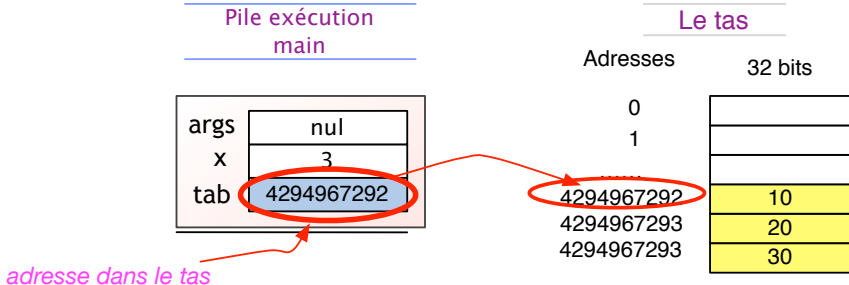 Pile exécution
main
Le tas
Adresses
32 bits
args
nul
x
3
tab
4294967292
0
1
.......
4294967292
10
4294967293
20
4294967293
30
adresse dans le tas